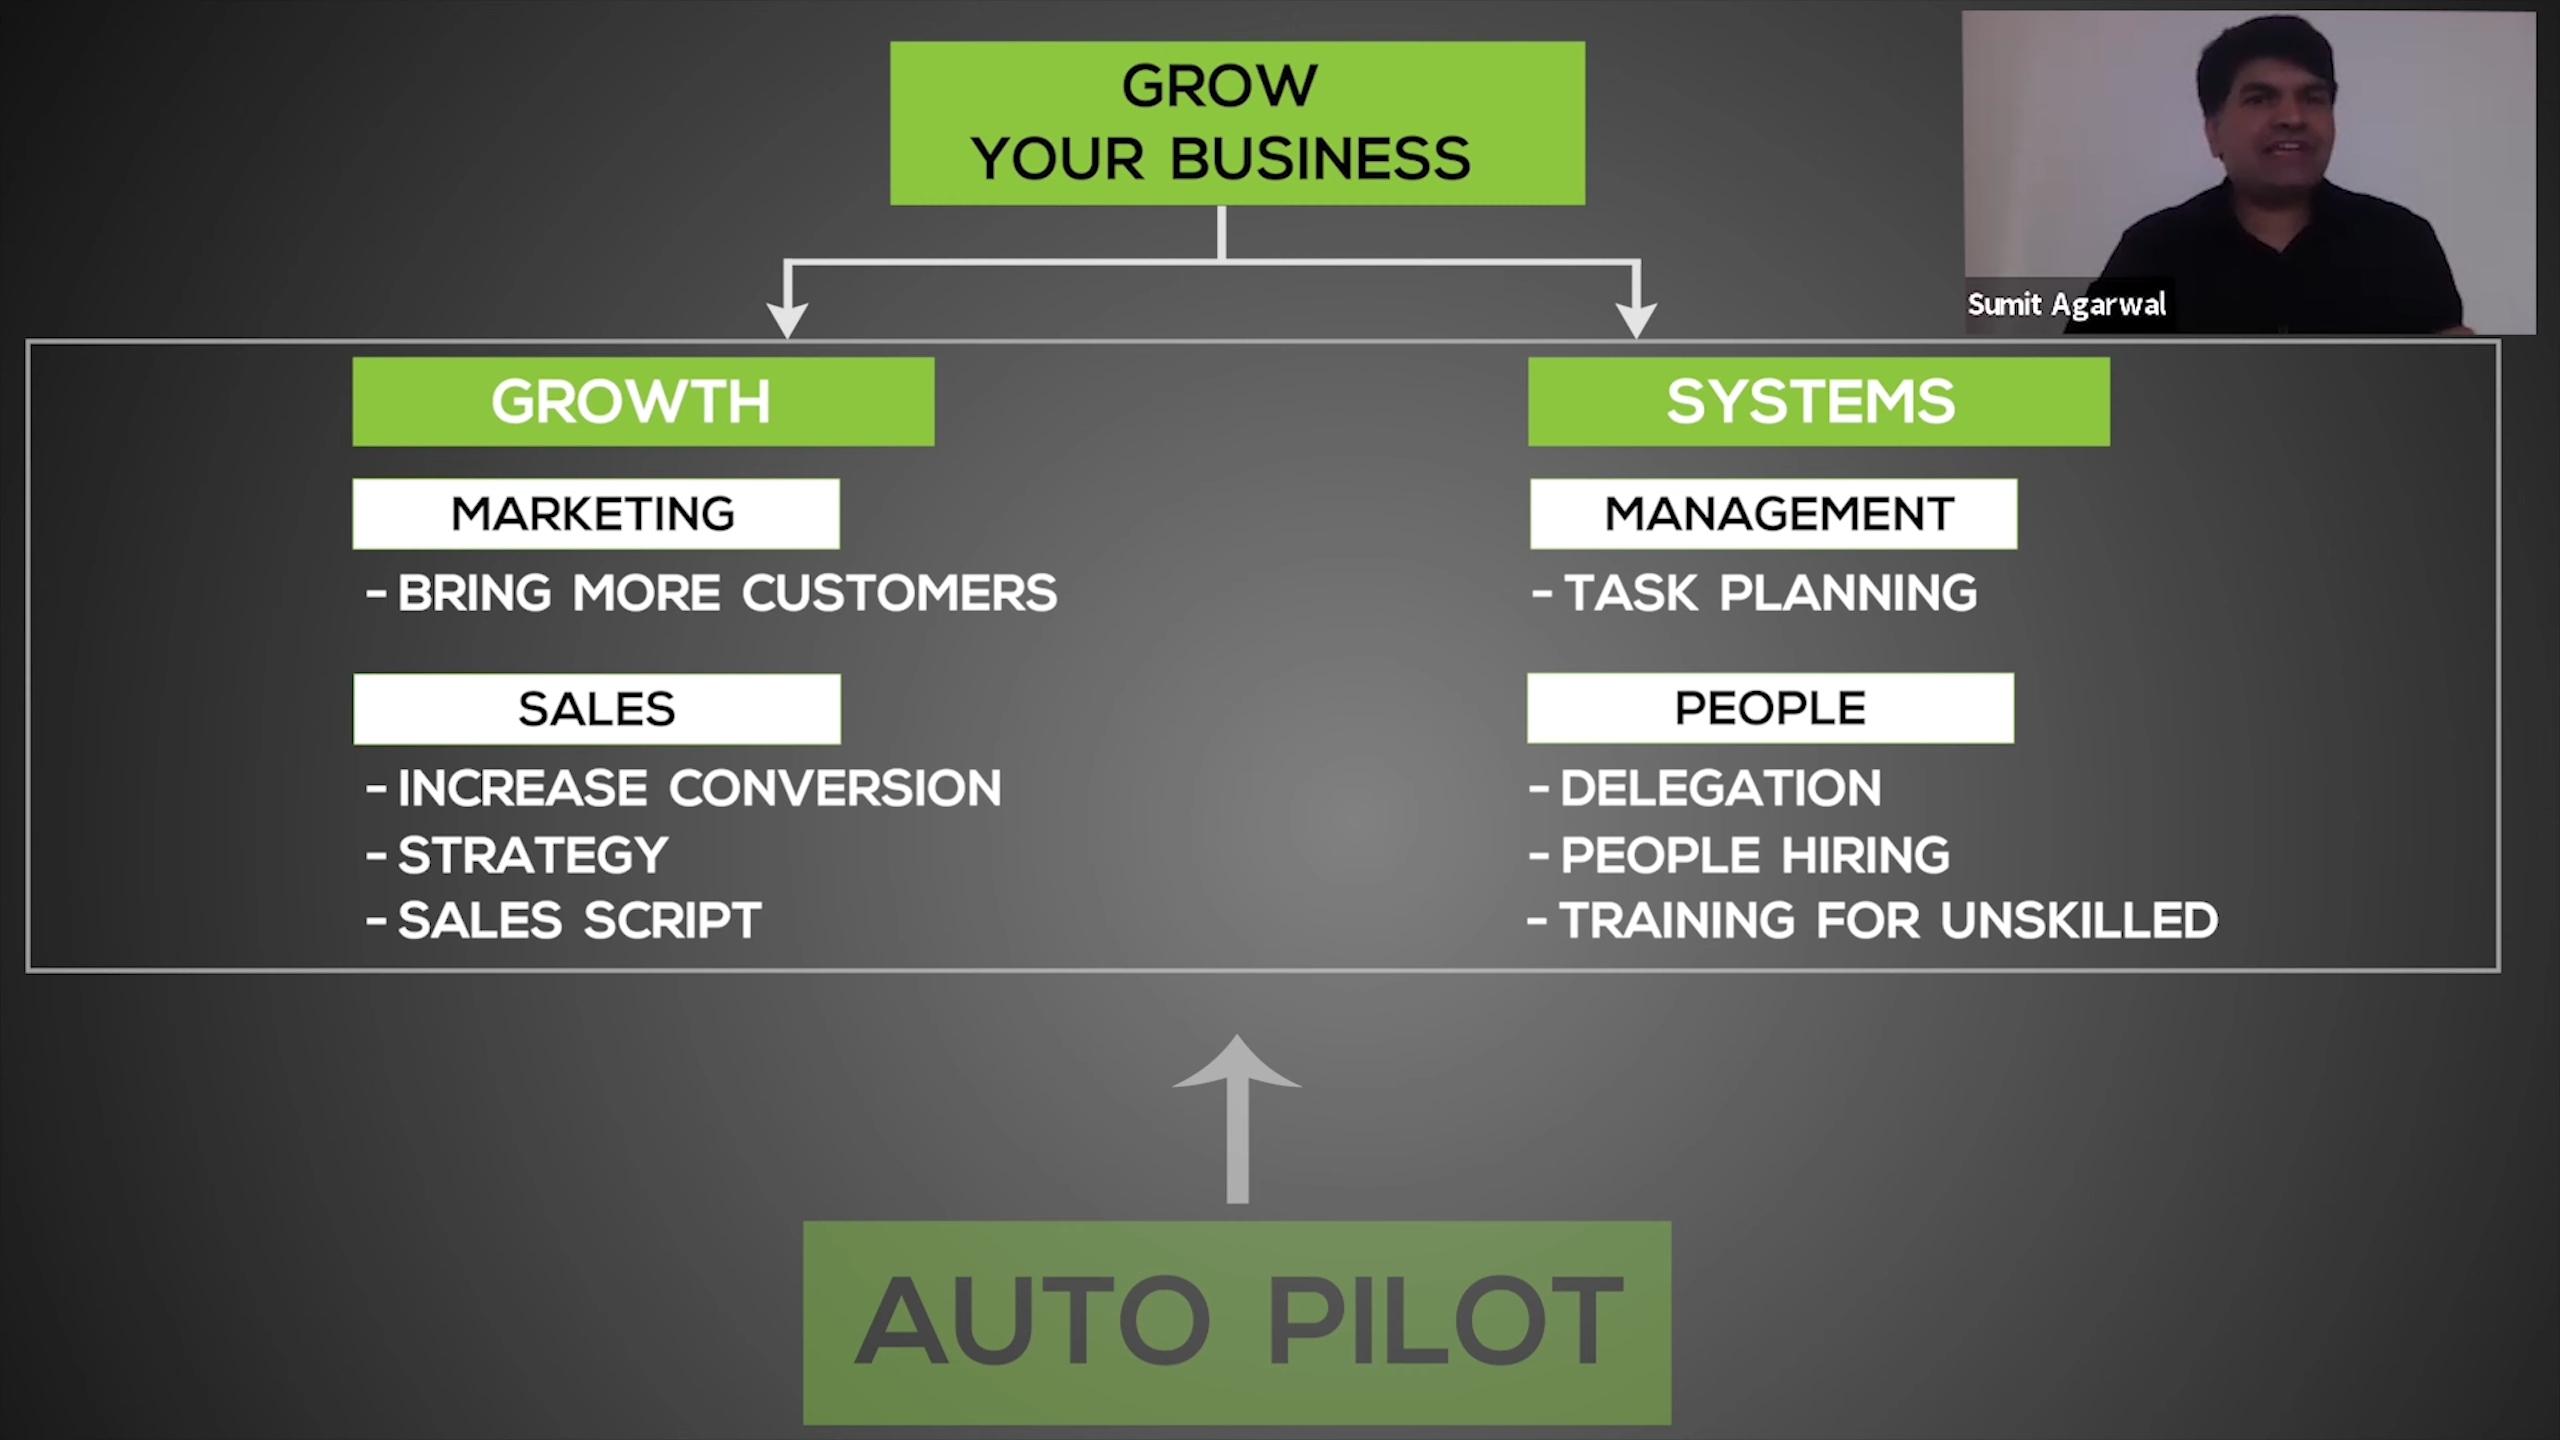 GROW
YOUR BUSINESS
Sumit Agarwal
GROWTH
MARKETING
- BRING MORE CUSTOMERS
SALES
- INCREASE CONVERSION
- STRATEGY
- SALES SCRIPT
SYSTEMS
MANAGEMENT
- TASK PLANNING
PEOPLE
- DELEGATION
- PEOPLE HIRING
- TRAINING FOR UNSKILLED
AUTO PILOT